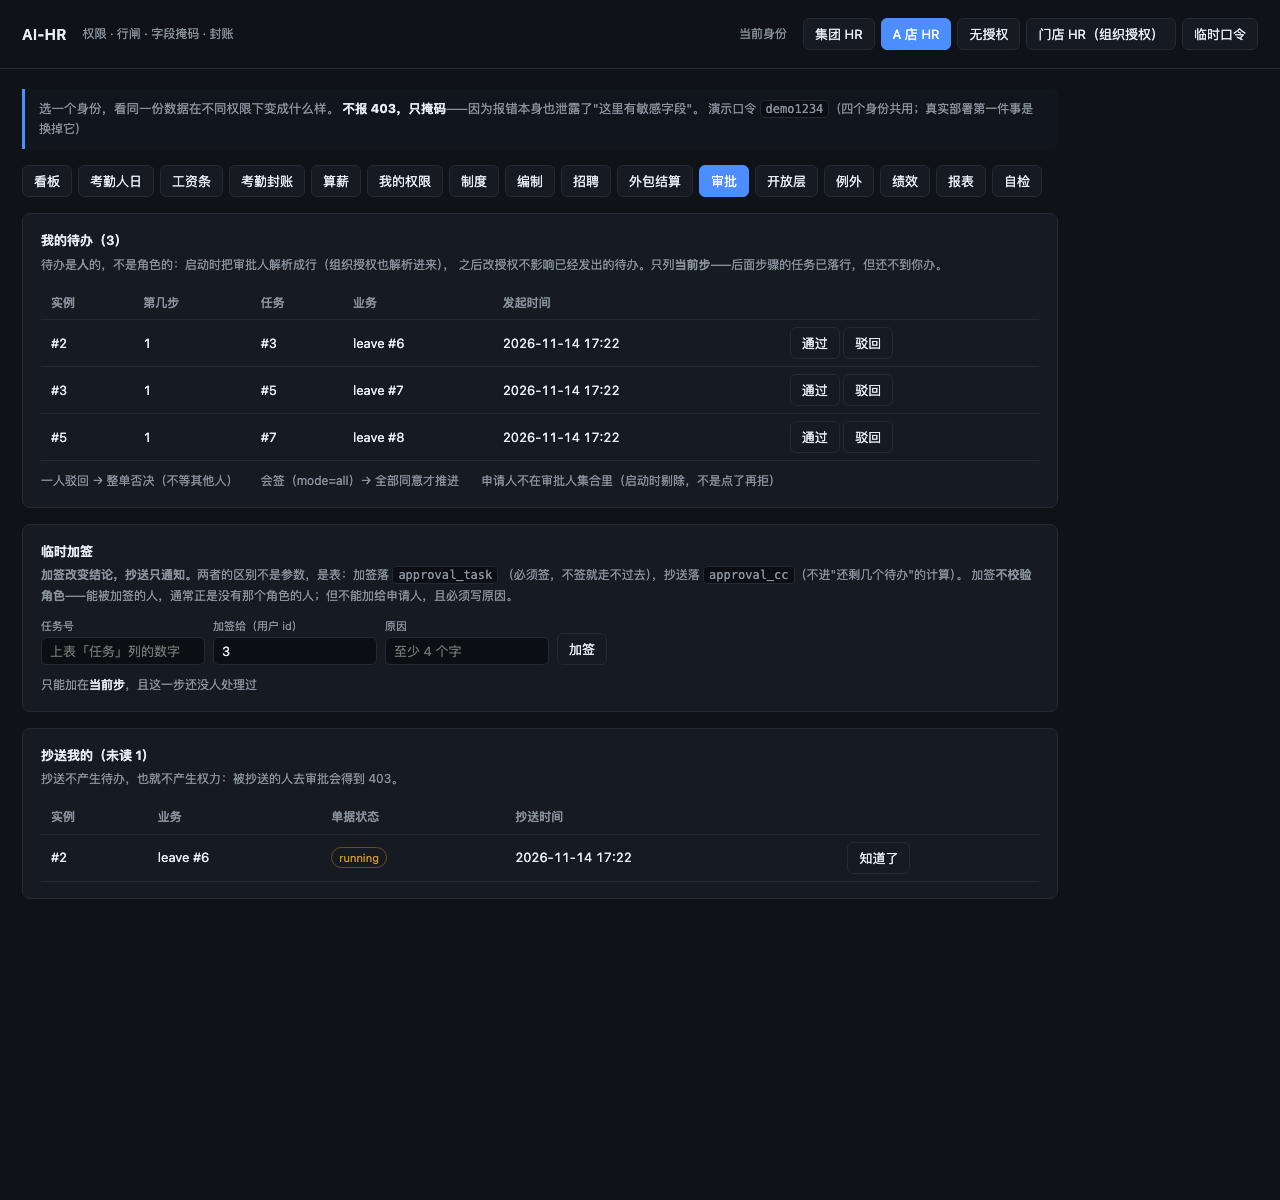 AI-HR 权限 · 行闸 · 字段掩码 · 封账 当前身份 集团 HR A 店 HR 无授权 门店 HR（组织授权） 临时口令
选一个身份，看同一份数据在不同权限下变成什么样。 不报 403，只掩码——因为报错本身也泄露了"这里有敏感字段"。 演示口令 demo1234 （四个身份共用；真实部署第一件事是
换掉它）
看板 考勤人日 工资条 考勤封账 算薪 我的权限 制度 编制 招聘 外包结算 审批 开放层 例外 绩效 报表 自检
我的待办（3）
待办是人的，不是角色的：启动时把审批人解析成行（组织授权也解析进来）， 之后改授权不影响已经发出的待办。只列当前步——后面步骤的任务已落行，但还不到你办。
实例 第几步 任务 业务 发起时间
#2 1 #3 leave #6 2026-11-14 17:22 通过 驳回
#3 1 #5 leave #7 2026-11-14 17:22 通过 驳回
#5 1 #7 leave #8 2026-11-14 17:22 通过 驳回
一人驳回 → 整单否决（不等其他人） 会签（mode=all）→ 全部同意才推进 申请人不在审批人集合里（启动时剔除，不是点了再拒）
临时加签
加签改变结论，抄送只通知。两者的区别不是参数，是表：加签落 approval_task （必须签，不签就走不过去），抄送落 approval_cc （不进"还剩几个待办"的计算）。 加签不校验
角色——能被加签的人，通常正是没有那个角色的人；但不能加给申请人，且必须写原因。
任务号 加签给（用户 id） 原因
上表「任务」列的数字 3 至少 4 个字 加签
只能加在当前步，且这一步还没人处理过
抄送我的（未读 1）
抄送不产生待办，也就不产生权力：被抄送的人去审批会得到 403。
实例 业务 单据状态 抄送时间
#2 leave #6 running 2026-11-14 17:22 知道了